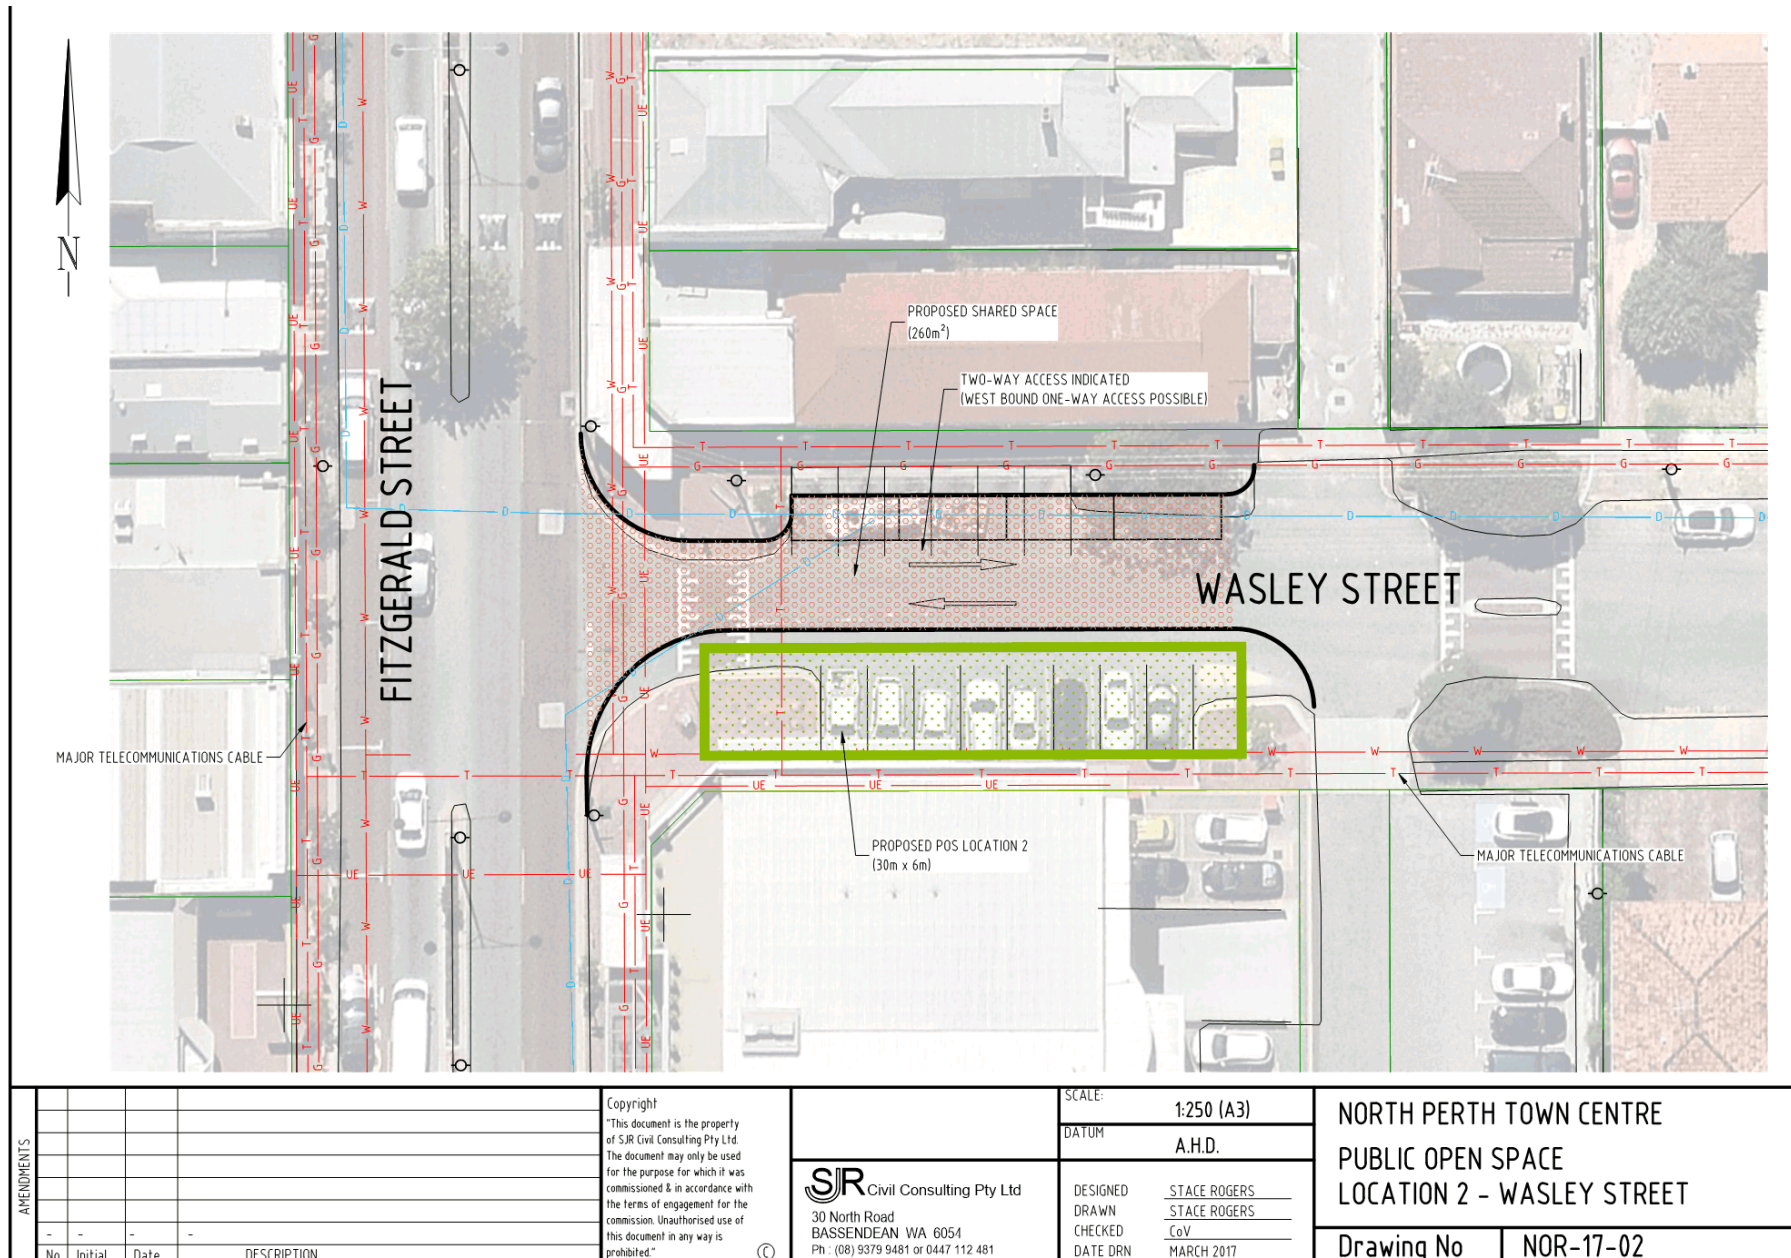 N
PROPOSED SHARED SPACE
(260m²)
TWO-WAY ACCESS INDICATED
(WEST BOUND ONE-WAY ACCESS POSSIBLE)
FITZGERALD STREET
WASLEY STREET
MAJOR TELECOMMUNICATIONS CABLE
PROPOSED POS LOCATION 2
(30m x 6m)
MAJOR TELECOMMUNICATIONS CABLE
AMENDMENTS
- - - -
No Initial Date DESCRIPTION
Copyright
"This document is the property
of SJR Civil Consulting Pty Ltd.
The document may only be used
for the purpose for which it was
commissioned & in accordance with
the terms of engagement for the
commission. Unauthorised use of
this document in any way is
prohibited."
©
SJR Civil Consulting Pty Ltd
30 North Road
BASSENDEAN WA 6054
Ph : (08) 9379 9481 or 0447 112 481
SCALE: 1:250 (A3)
DATUM A.H.D.
DESIGNED STACE ROGERS
DRAWN STACE ROGERS
CHECKED CoV
DATE DRN MARCH 2017
NORTH PERTH TOWN CENTRE
PUBLIC OPEN SPACE
LOCATION 2 - WASLEY STREET
Drawing No NOR-17-02